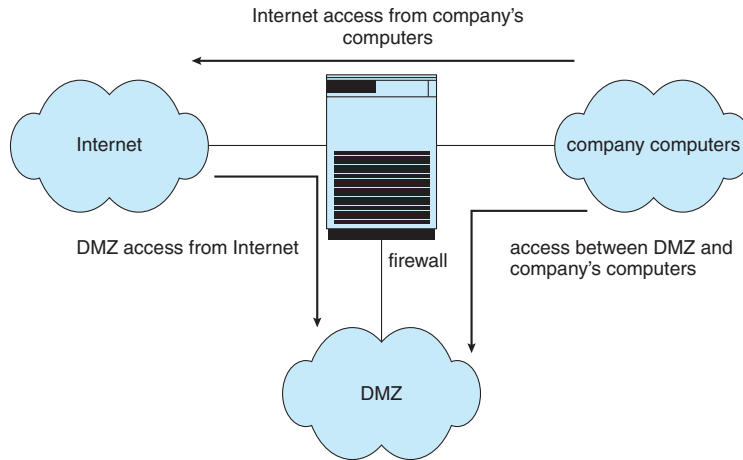 Internet access from company’s
computers
Internet
company computers
DMZ access from Internet
firewall
access between DMZ and
company’s computers
DMZ